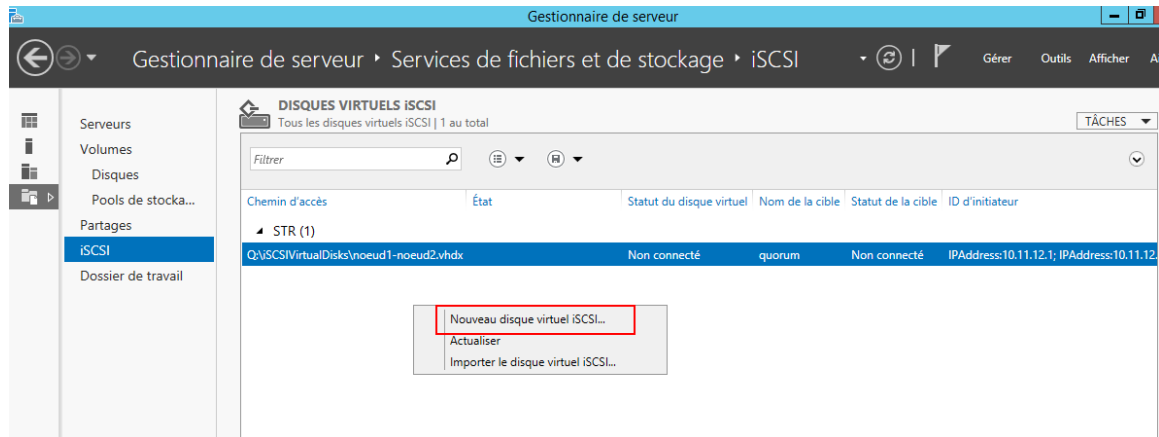 Gestionnaire de serveur
Gestionnaire de serveur ‣ Services de fichiers et de stockage ‣ iSCSI
Gérer Outils Afficher
Serveurs
Volumes
Disques
Pools de stocka...
Partages
iSCSI
Dossier de travail
DISQUES VIRTUELS iSCSI
Tous les disques virtuels iSCSI | 1 au total
TÂCHES
Filtrer
Chemin d'accès État Statut du disque virtuel Nom de la cible Statut de la cible ID d'initiateur
STR (1)
Q:\iSCSIVirtualDisks\noeud1-noeud2.vhdx Non connecté quorum Non connecté IPAddress:10.11.12.1; IPAddress:10.11.12.
Nouveau disque virtuel iSCSI...
Actualiser
Importer le disque virtuel iSCSI...